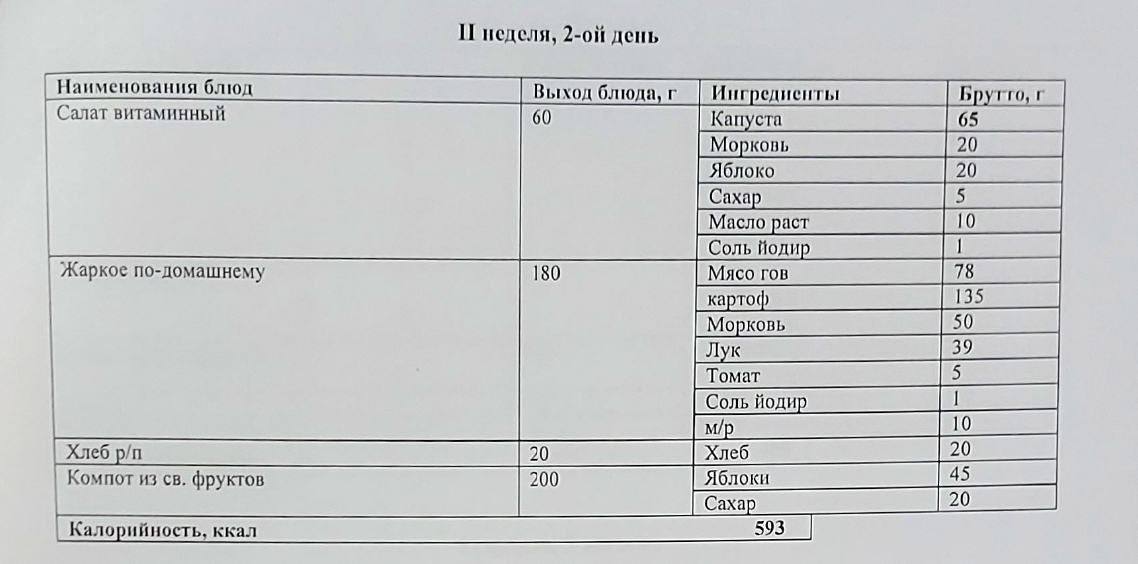 II неделя, 2-ой день
Наименования блюд Выход блюда, г Ингредиенты Брутто, г
Салат витаминный 60 Капуста 65
Морковь 20
Яблоко 20
Сахар 5
Масло раст 10
Соль йодир 1
Жаркое по-домашнему 180 Мясо гов 78
картоф 135
Морковь 50
Лук 39
Томат 5
Соль йодир 1
м/р 10
Хлеб р/п 20 Хлеб 20
Компот из св. фруктов 200 Яблоки 45
Сахар 20
Калорийность, ккал 593